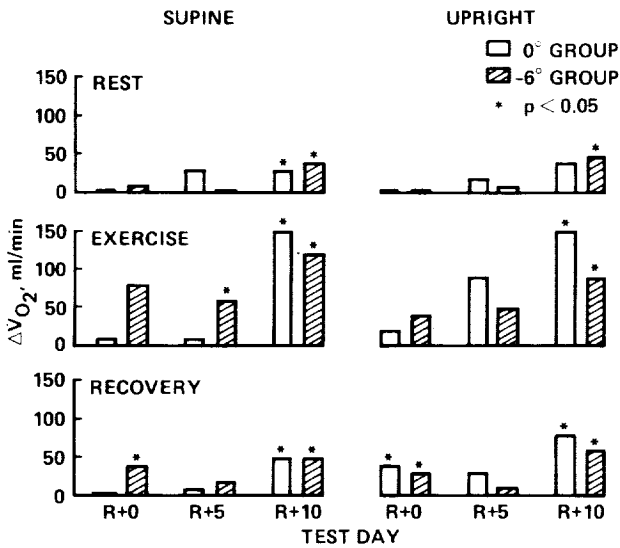 SUPINE UPRIGHT
0° GROUP
-6° GROUP
* p < 0.05
150 REST
100
50
* * *
0
ΔV̇O2, ml/min
150 EXERCISE * *
100 * *
50 *
0
150 RECOVERY
100
50 * * * * * * *
0
R+0 R+5 R+10 R+0 R+5 R+10
TEST DAY